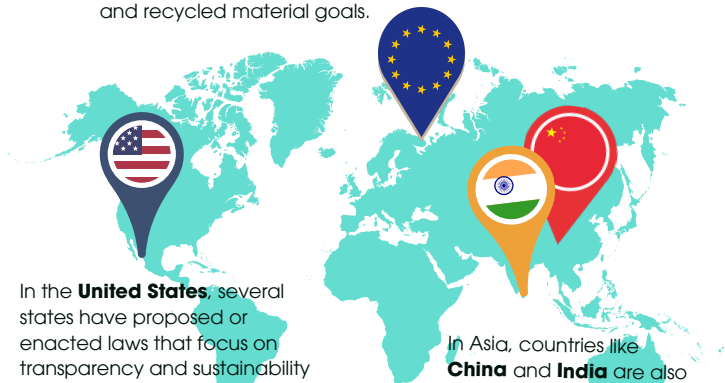 and recycled material goals.
In the United States, several
states have proposed or
enacted laws that focus on
transparency and sustainability
In Asia, countries like
China and India are also